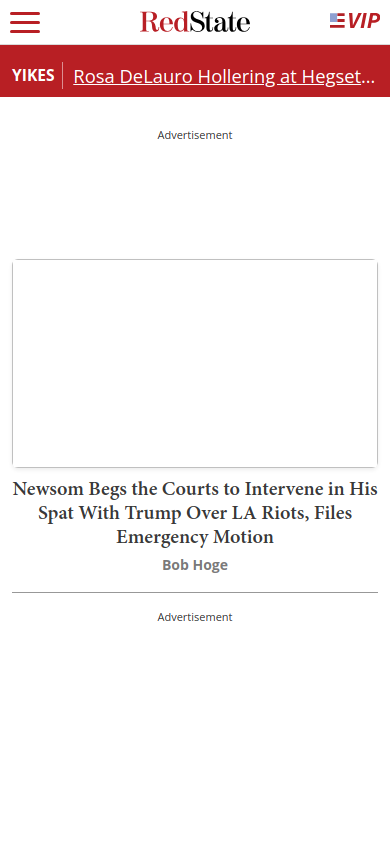 RedState
VIP
YIKES
Rosa DeLauro Hollering at Hegset...
Advertisement
Newsom Begs the Courts to Intervene in His
Spat With Trump Over LA Riots, Files
Emergency Motion
Bob Hoge
Advertisement